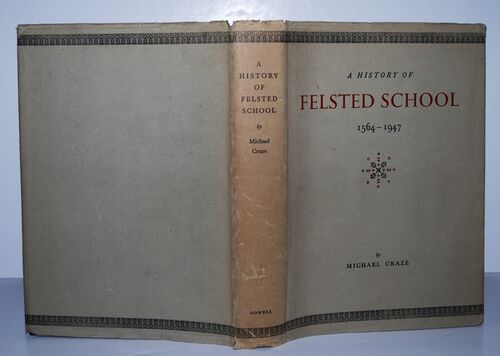 A
HISTORY
OF
FELSTED
SCHOOL
by
Michael
Craze
COWELL
A HISTORY OF
FELSTED SCHOOL
1564-1947
by
MICHAEL CRAZE